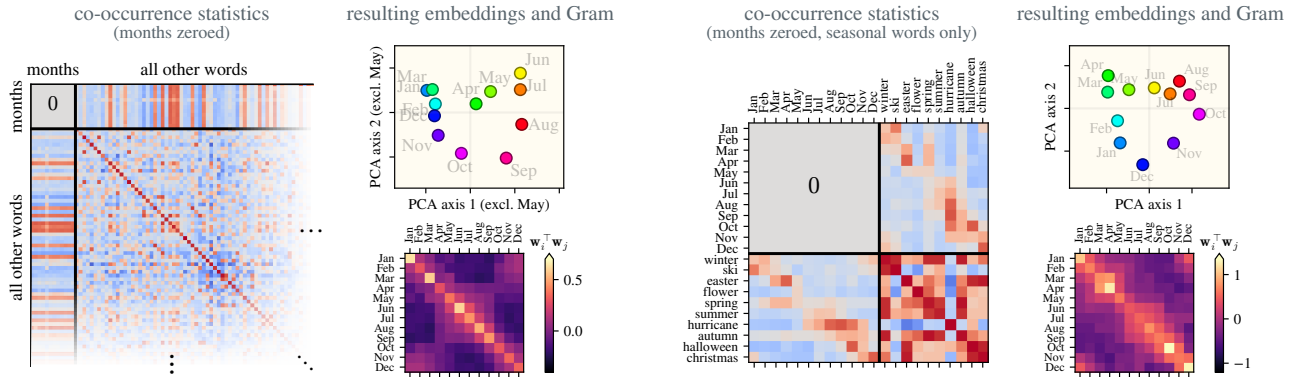 co-occurrence statistics
(months zeroed)
months
all other words
months
0
all other words
...
resulting embeddings and Gram
PCA axis 2 (excl. May)
Jun
Mar
May
Jan
Apr
Jul
Feb
Dec
Aug
Nov
Oct
Sep
PCA axis 1 (excl. May)
Jan
Feb
Mar
Apr
May
Jun
Jul
Aug
Sep
Oct
Nov
Dec
wᵢ⊤wⱼ
Jan
Feb
Mar
Apr
May
Jun
Jul
Aug
Sep
Oct
Nov
Dec
0.5
0.0
co-occurrence statistics
(months zeroed, seasonal words only)
Jan
Feb
Mar
Apr
May
Jun
Jul
Aug
Sep
Oct
Nov
Dec
winter
ski
easter
flower
spring
summer
hurricane
autumn
halloween
christmas
Jan
Feb
Mar
Apr
May
Jun
Jul
Aug
Sep
Oct
Nov
Dec
0
winter
ski
easter
flower
spring
summer
hurricane
autumn
halloween
christmas
resulting embeddings and Gram
PCA axis 2
Apr
Aug
Mar
May
Jun
Sep
Jul
Oct
Feb
Jan
Nov
Dec
PCA axis 1
Jan
Feb
Mar
Apr
May
Jun
Jul
Aug
Sep
Oct
Nov
Dec
wᵢ⊤wⱼ
Jan
Feb
Mar
Apr
May
Jun
Jul
Aug
Sep
Oct
Nov
Dec
1
0
−1